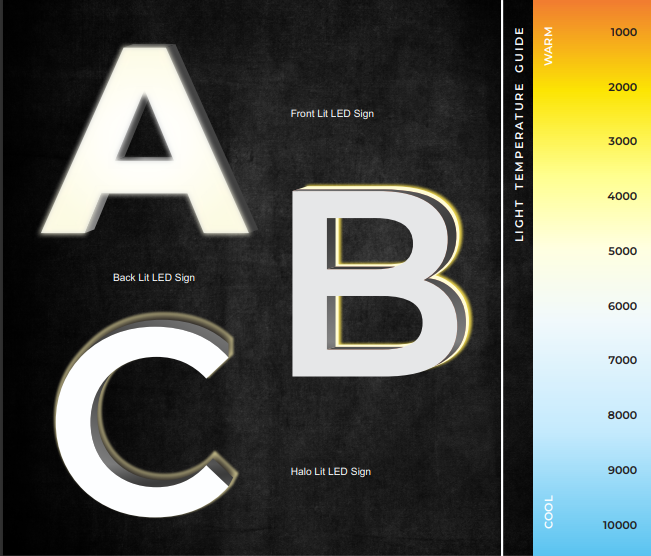 A
Front Lit LED Sign
B
Back Lit LED Sign
C
Halo Lit LED Sign
LIGHT TEMPERATURE GUIDE
WARM
1000
2000
3000
4000
5000
6000
7000
8000
9000
10000
COOL